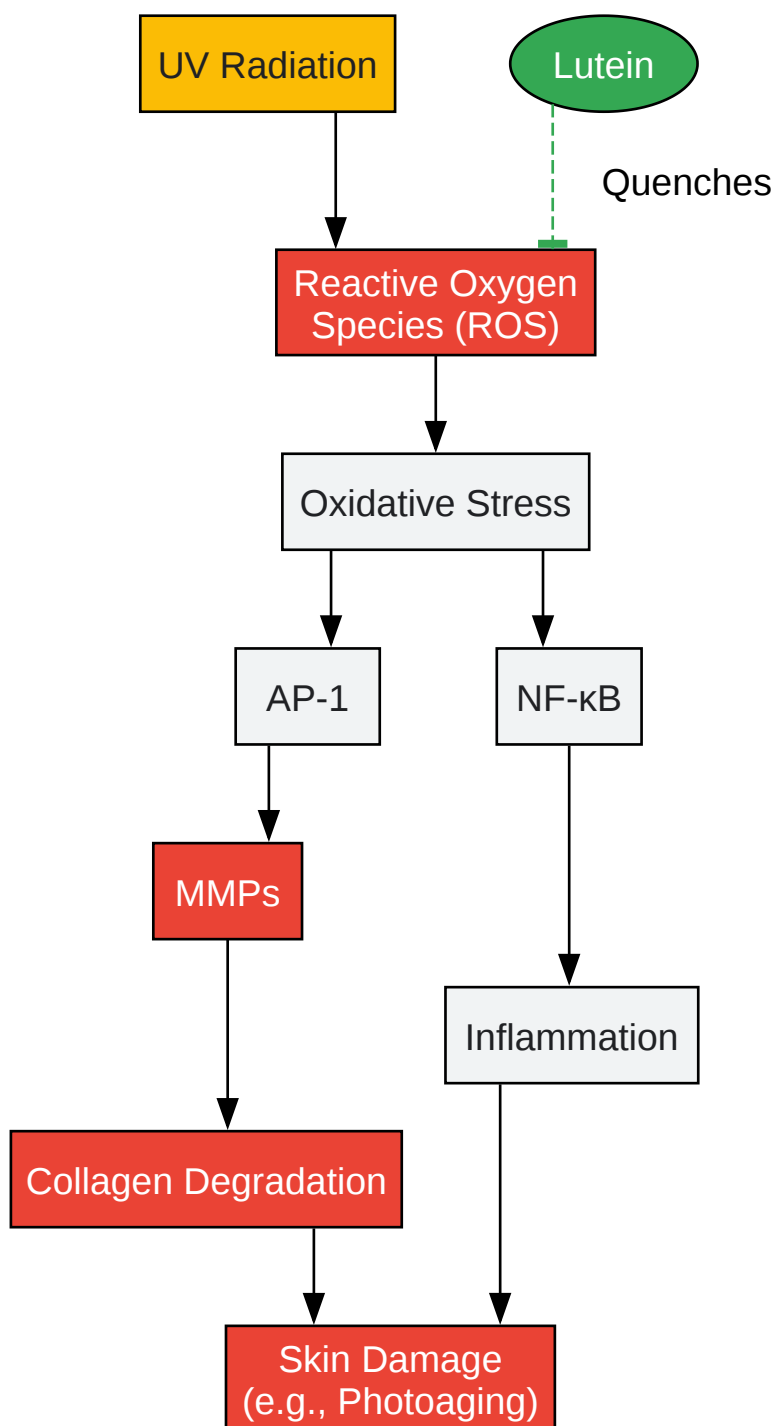 UV Radiation
Lutein
Quenches
Reactive Oxygen
Species (ROS)
Oxidative Stress
AP-1
NF-κB
MMPs
Inflammation
Collagen Degradation
Skin Damage
(e.g., Photoaging)